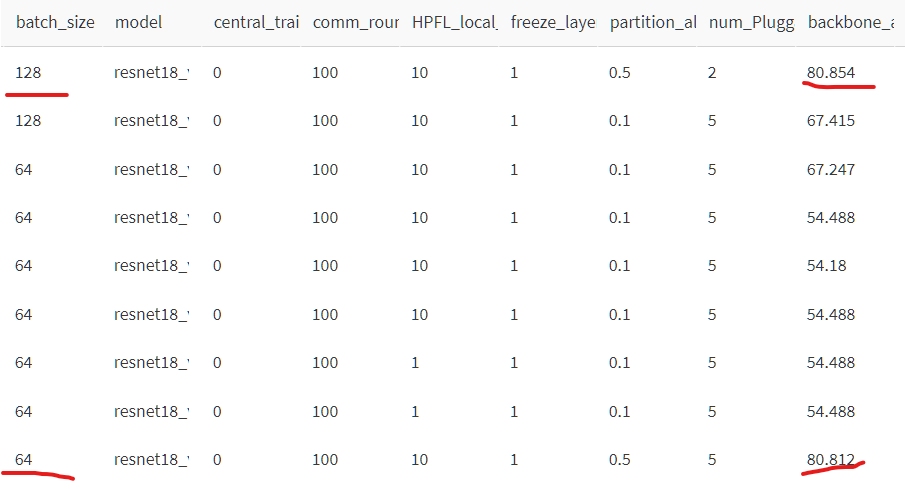 batch_size model central_trai comm_roun HPFL_local_ freeze_laye partition_al num_Plugg backbone_a
128 resnet18_ 0 100 10 1 0.5 2 80.854
128 resnet18_ 0 100 10 1 0.1 5 67.415
64 resnet18_ 0 100 10 1 0.1 5 67.247
64 resnet18_ 0 100 10 1 0.1 5 54.488
64 resnet18_ 0 100 10 1 0.1 5 54.18
64 resnet18_ 0 100 10 1 0.1 5 54.488
64 resnet18_ 0 100 1 1 0.1 5 54.488
64 resnet18_ 0 100 1 1 0.1 5 54.488
64 resnet18_ 0 100 10 1 0.5 5 80.812